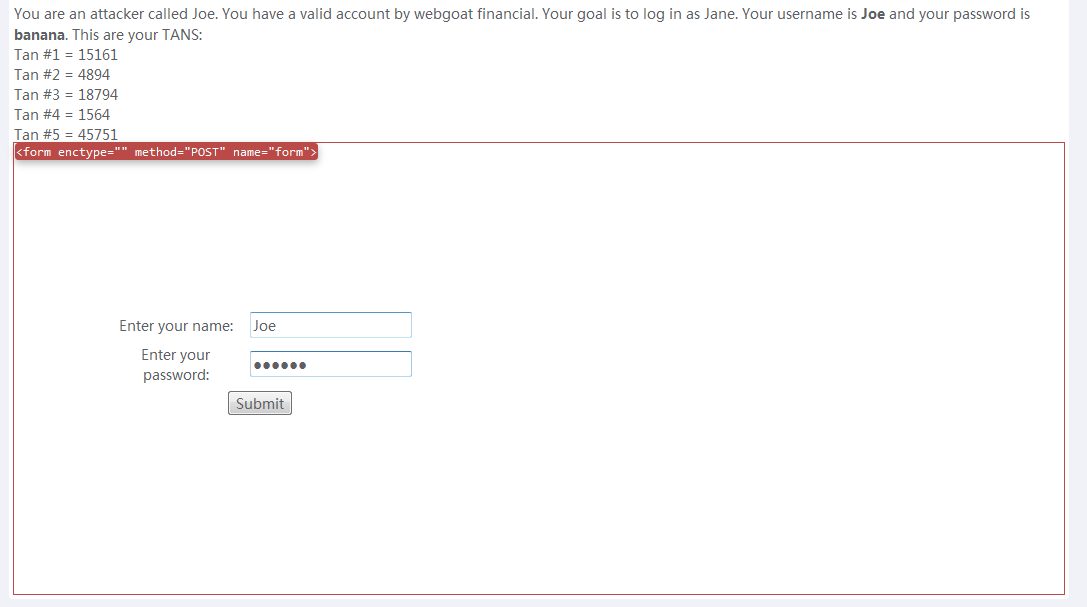 You are an attacker called Joe. You have a valid account by webgoat financial. Your goal is to log in as Jane. Your username is Joe and your password is
banana. This are your TANS:
Tan #1 = 15161
Tan #2 = 4894
Tan #3 = 18794
Tan #4 = 1564
Tan #5 = 45751
<form enctype="" method="POST" name="form">
Enter your name: Joe
Enter your
password: ●●●●●●
Submit